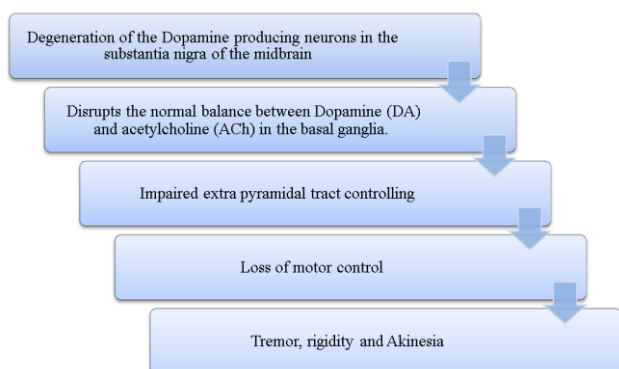 Degeneration of the Dopamine producing neurons in the
substantia nigra of the midbrain
Disrupts the normal balance between Dopamine (DA)
and acetylcholine (ACh) in the basal ganglia.
Impaired extra pyramidal tract controlling
Loss of motor control
Tremor, rigidity and Akinesia